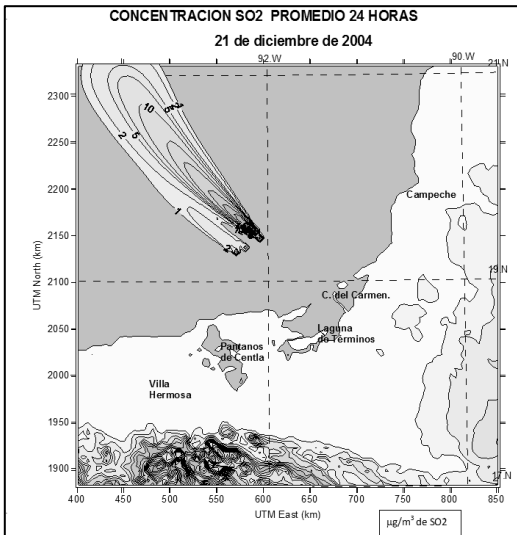 CONCENTRACION SO2 PROMEDIO 24 HORAS
21 de diciembre de 2004
92.W
90.W
21.N
2300
2250
2200
2150
2100
2050
2000
1950
1900
UTM North (km)
10
5
2
2
1
2
Campeche
19.N
C. del Carmen.
Laguna
de Terminos
Pantanos
de Centla
Villa
Hermosa
17.N
400
450
500
550
600
650
700
750
800
850
UTM East (km)
µg/m³ de SO2